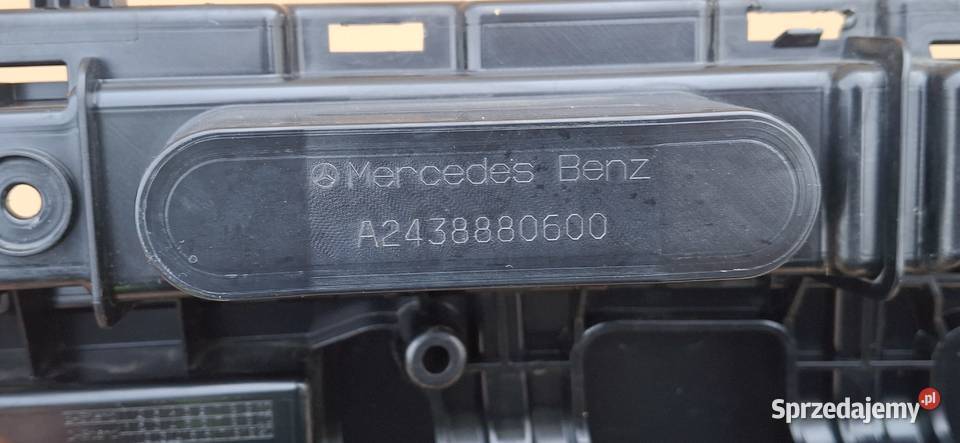 Mercedes Benz
A2438880600
Sprzedajemy.pl